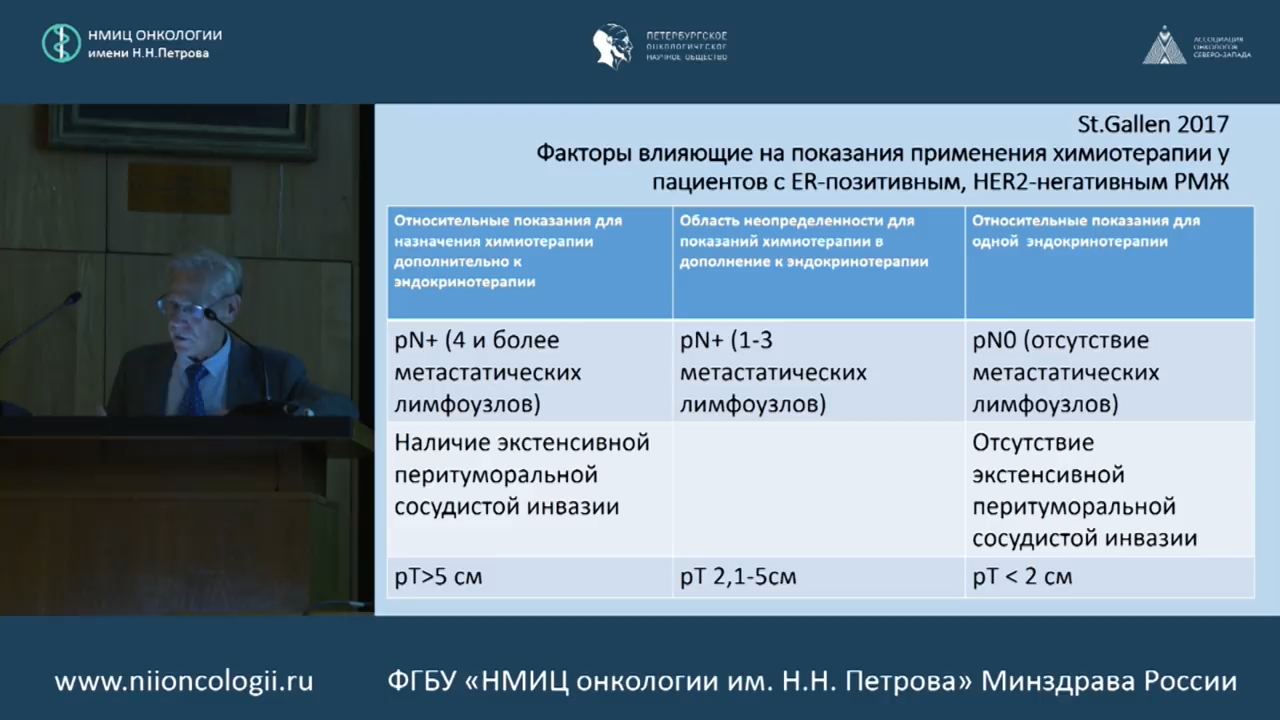 НМИЦ ОНКОЛОГИИ
имени Н.Н.Петрова
ПЕТЕРБУРГСКОЕ
ОНКОЛОГИЧЕСКОЕ
НАУЧНОЕ ОБЩЕСТВО
АССОЦИАЦИЯ
ОНКОЛОГОВ
СЕВЕРО-ЗАПАДА
St.Gallen 2017
Факторы влияющие на показания применения химиотерапии у
пациентов с ER-позитивным, HER2-негативным РМЖ
Относительные показания для
назначения химиотерапии
дополнительно к
эндокринотерапии
Область неопределенности для
показаний химиотерапии в
дополнение к эндокринотерапии
Относительные показания для
одной эндокринотерапии
pN+ (4 и более
метастатических
лимфоузлов)
pN+ (1-3
метастатических
лимфоузлов)
pN0 (отсутствие
метастатических
лимфоузлов)
Наличие экстенсивной
перитуморальной
сосудистой инвазии
Отсутствие
экстенсивной
перитуморальной
сосудистой инвазии
pT>5 см
pT 2,1-5см
pT < 2 см
www.niioncologii.ru
ФГБУ «НМИЦ онкологии им. Н.Н. Петрова» Минздрава России